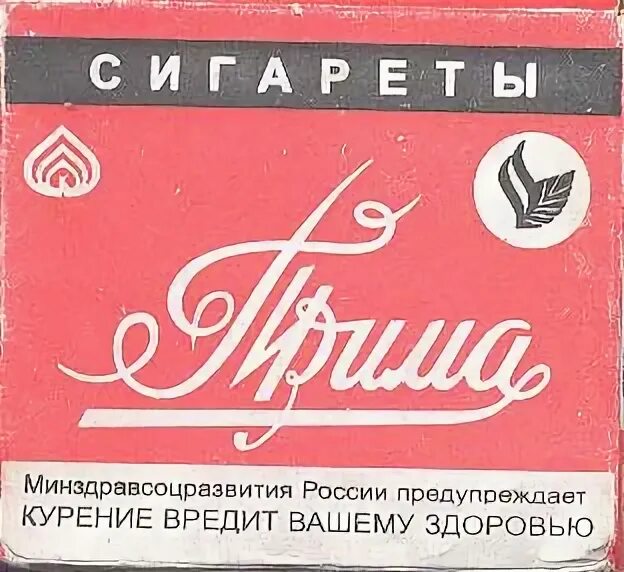 СИГАРЕТЫ
Прима
Минздравсоцразвития России предупреждает
КУРЕНИЕ ВРЕДИТ ВАШЕМУ ЗДОРОВЬЮ